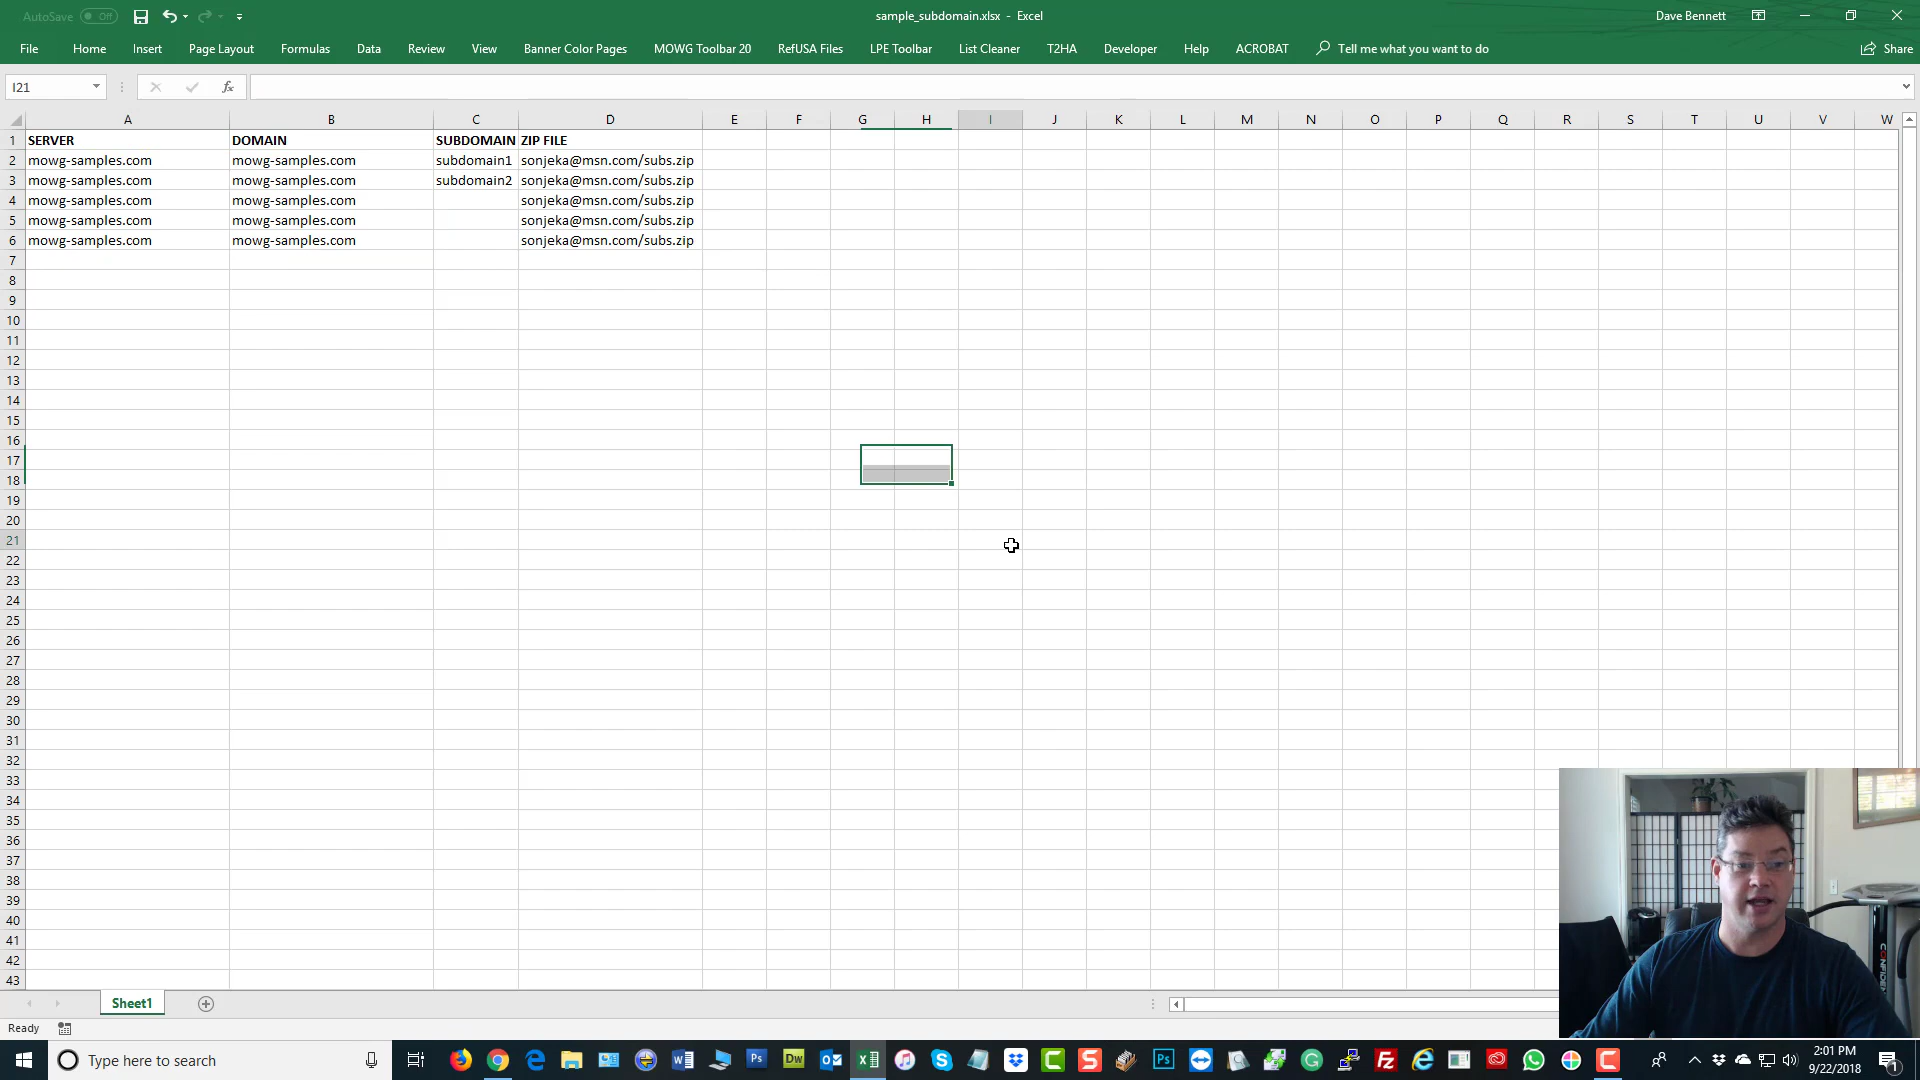 AutoSave Off
sample_subdomain.xlsx - Excel
Dave Bennett
File Home Insert Page Layout Formulas Data Review View Banner Color Pages MOWG Toolbar 20 RefUSA Files LPE Toolbar List Cleaner T2HA Developer Help ACROBAT Tell me what you want to do Share
I21 fx
A B C D E F G H I J K L M N O P Q R S T U V W
1 SERVER DOMAIN SUBDOMAIN ZIP FILE
2 mowg-samples.com mowg-samples.com subdomain1 sonjeka@msn.com/subs.zip
3 mowg-samples.com mowg-samples.com subdomain2 sonjeka@msn.com/subs.zip
4 mowg-samples.com mowg-samples.com sonjeka@msn.com/subs.zip
5 mowg-samples.com mowg-samples.com sonjeka@msn.com/subs.zip
6 mowg-samples.com mowg-samples.com sonjeka@msn.com/subs.zip
7
8
9
10
11
12
13
14
15
16
17
18
19
20
21
22
23
24
25
26
27
28
29
30
31
32
33
34
35
36
37
38
39
40
41
42
43
Sheet1
Ready
Type here to search
2:01 PM
9/22/2018